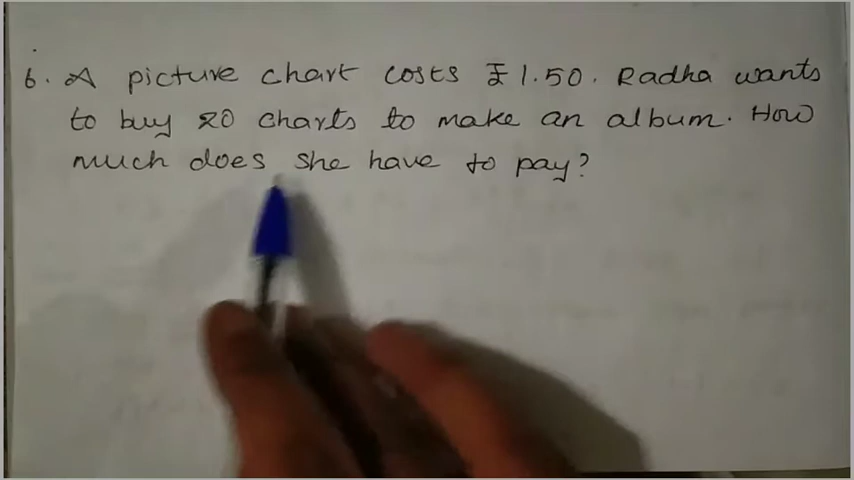 6. A picture chart costs ₹ 1.50. Radha wants
to buy 20 charts to make an album. How
much does she have to pay?